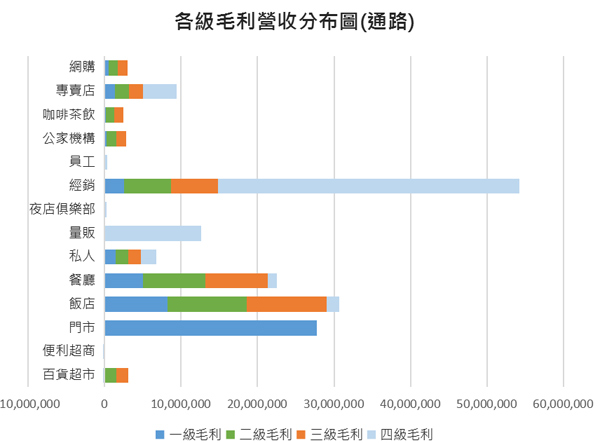 各級毛利營收分布圖(通路)
網購
專賣店
咖啡茶飲
公家機構
員工
經銷
夜店俱樂部
量販
私人
餐廳
飯店
門市
便利超商
百貨超市
10,000,000 0 10,000,000 20,000,000 30,000,000 40,000,000 50,000,000 60,000,000
一級毛利 二級毛利 三級毛利 四級毛利